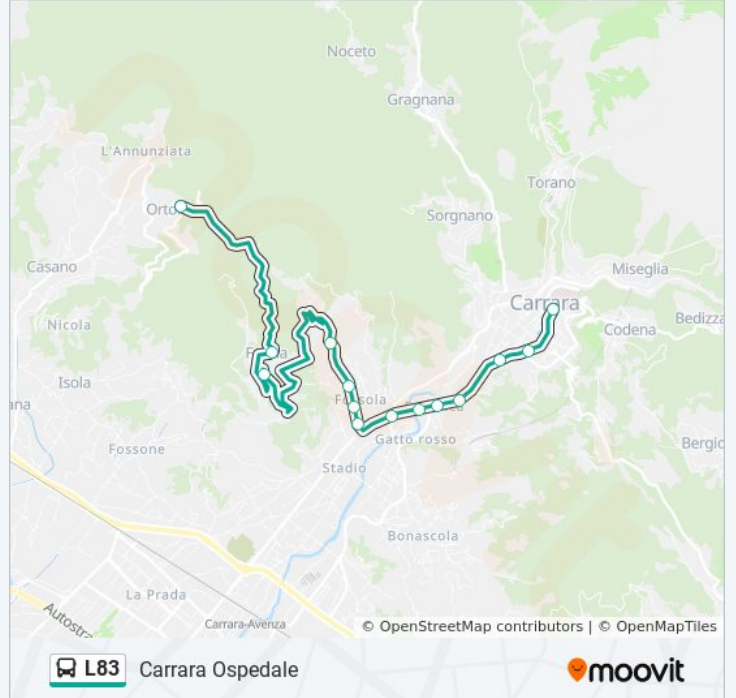 Noceto
Gragnana
L'Annunziata
Torano
Orto
Sorgnano
Casano
Miseglia
Carrara
Nicola
Bedizza
Codena
Isola
ana
Fossola
Gatto rosso
Bergio
Fossone
Stadio
Bonascola
La Prada
Autostra
Carrara-Avenza
© OpenStreetMap contributors | © OpenMapTiles
L83 Carrara Ospedale moovit